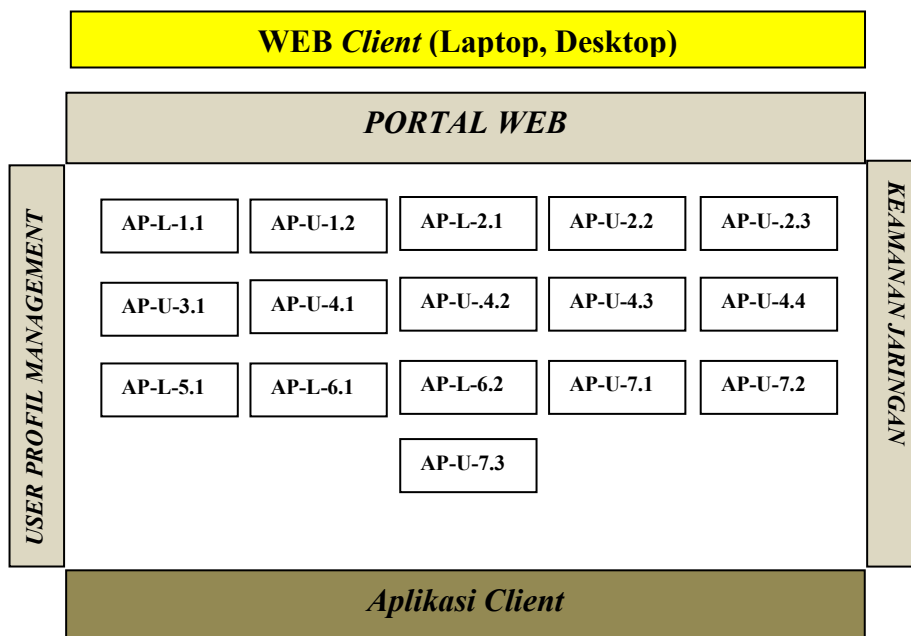 WEB Client (Laptop, Desktop)
PORTAL WEB
USER PROFIL MANAGEMENT
KEAMANAN JARINGAN
AP-L-1.1
AP-U-1.2
AP-L-2.1
AP-U-2.2
AP-U-.2.3
AP-U-3.1
AP-U-4.1
AP-U-.4.2
AP-U-4.3
AP-U-4.4
AP-L-5.1
AP-L-6.1
AP-L-6.2
AP-U-7.1
AP-U-7.2
AP-U-7.3
Aplikasi Client